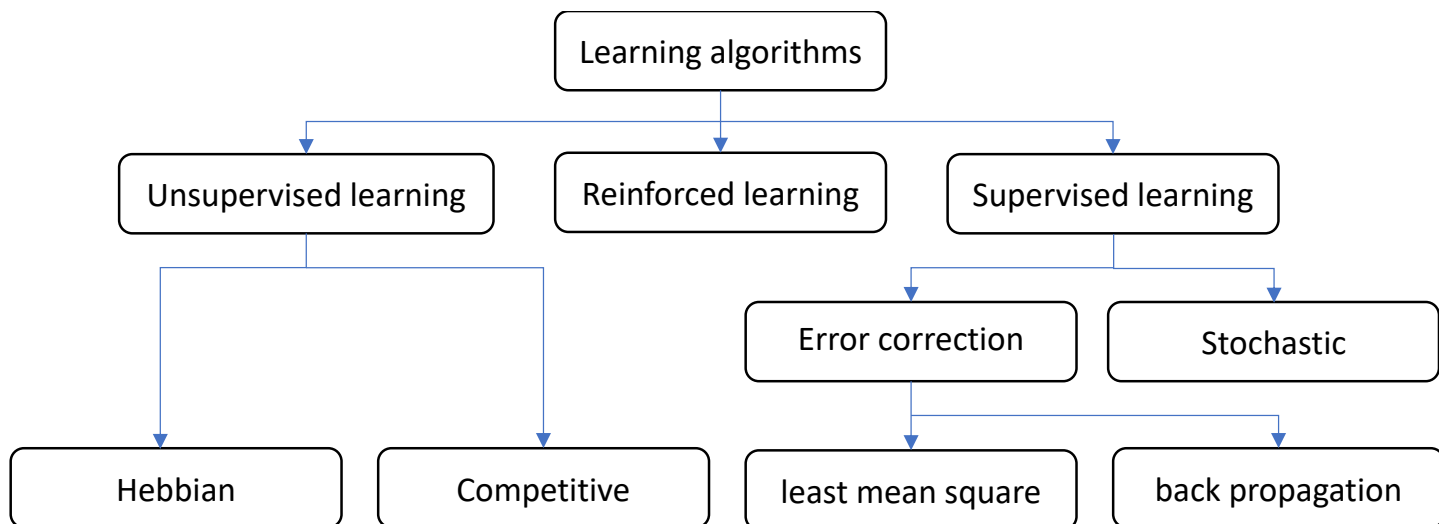 Learning algorithms
Unsupervised learning
Reinforced learning
Supervised learning
Error correction
Stochastic
Hebbian
Competitive
least mean square
back propagation